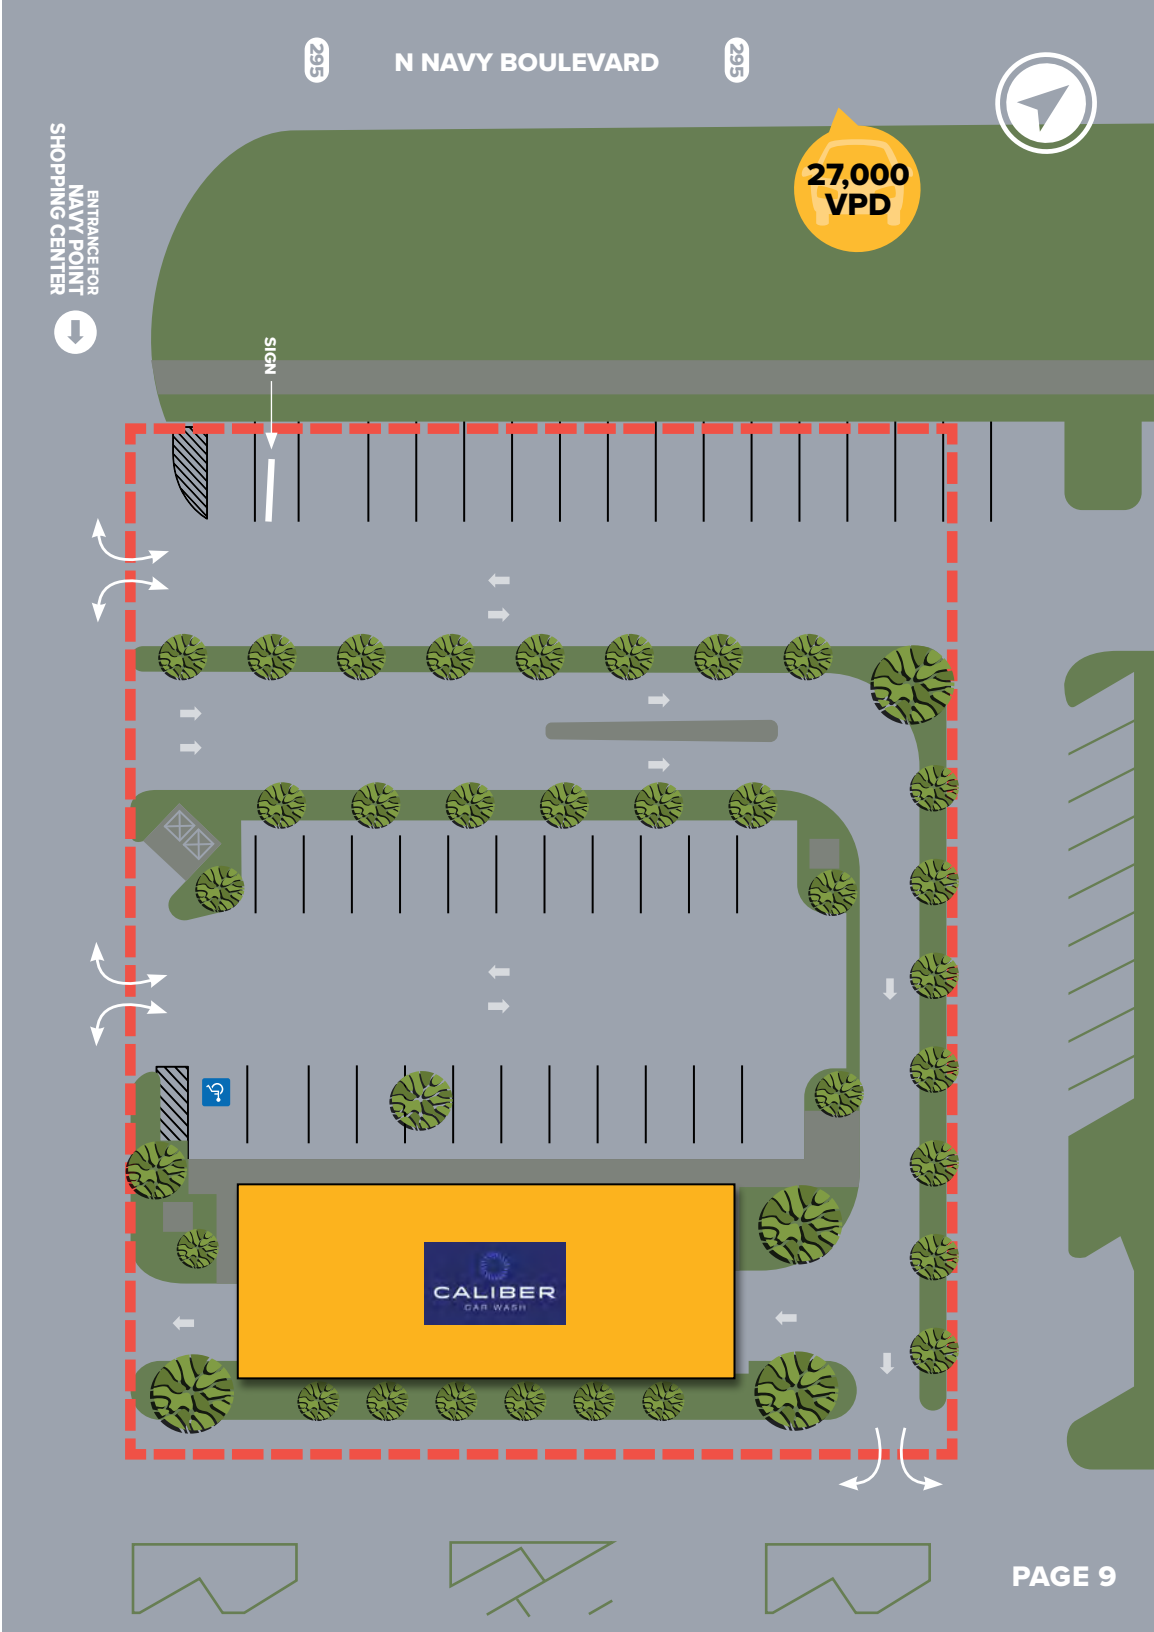 295
N NAVY BOULEVARD
295
ENTRANCE FOR
NAVY POINT
SHOPPING CENTER
27,000
VPD
SIGN
CALIBER
CAR WASH
PAGE 9